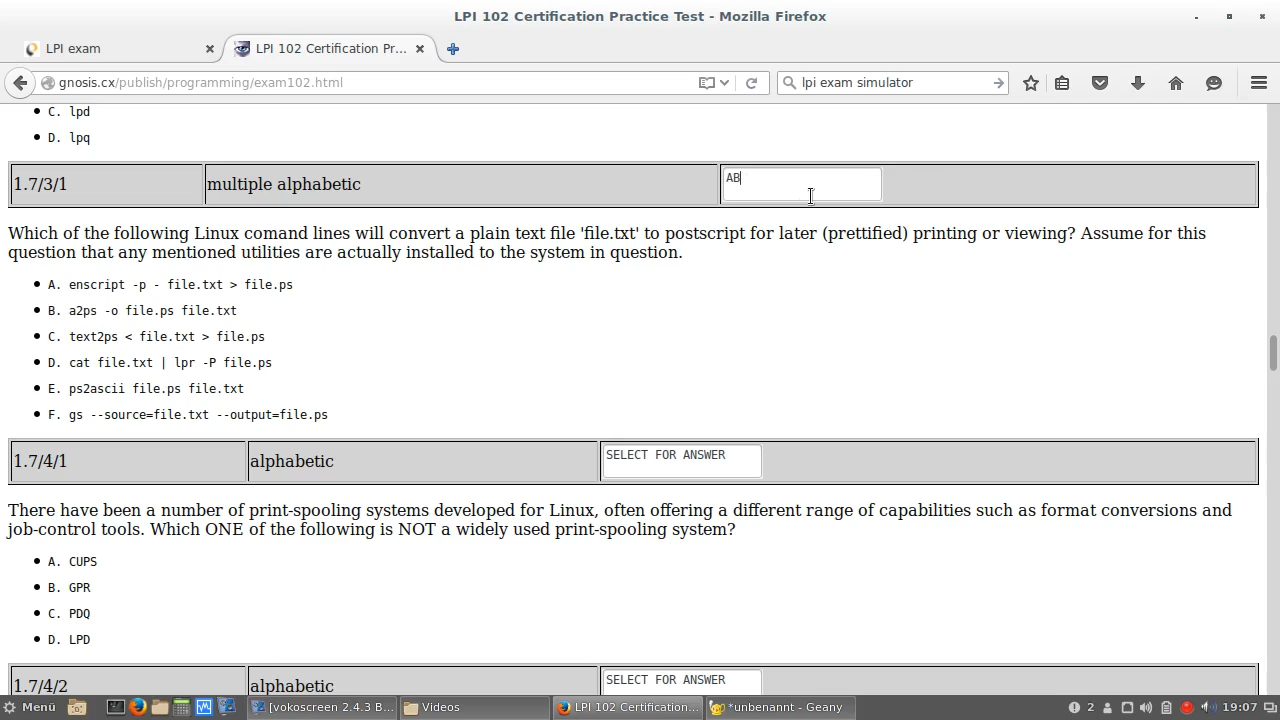 LPI 102 Certification Practice Test - Mozilla Firefox
LPI exam
LPI 102 Certification Pr...
gnosis.cx/publish/programming/exam102.html
lpi exam simulator
C. lpd
D. lpq
1.7/3/1 multiple alphabetic AB
Which of the following Linux comand lines will convert a plain text file 'file.txt' to postscript for later (prettified) printing or viewing? Assume for this
question that any mentioned utilities are actually installed to the system in question.
A. enscript -p - file.txt > file.ps
B. a2ps -o file.ps file.txt
C. text2ps < file.txt > file.ps
D. cat file.txt | lpr -P file.ps
E. ps2ascii file.ps file.txt
F. gs --source=file.txt --output=file.ps
1.7/4/1 alphabetic SELECT FOR ANSWER
There have been a number of print-spooling systems developed for Linux, often offering a different range of capabilities such as format conversions and
job-control tools. Which ONE of the following is NOT a widely used print-spooling system?
A. CUPS
B. GPR
C. PDQ
D. LPD
1.7/4/2 alphabetic SELECT FOR ANSWER
Menü [vokoscreen 2.4.3 B... Videos LPI 102 Certification... *unbenannt - Geany 2 19:07